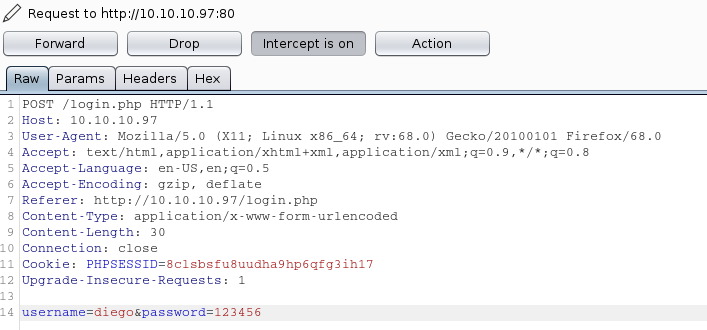 Request to http://10.10.10.97:80
Forward Drop Intercept is on Action
Raw Params Headers Hex
1 POST /login.php HTTP/1.1
2 Host: 10.10.10.97
3 User-Agent: Mozilla/5.0 (X11; Linux x86_64; rv:68.0) Gecko/20100101 Firefox/68.0
4 Accept: text/html,application/xhtml+xml,application/xml;q=0.9,*/*;q=0.8
5 Accept-Language: en-US,en;q=0.5
6 Accept-Encoding: gzip, deflate
7 Referer: http://10.10.10.97/login.php
8 Content-Type: application/x-www-form-urlencoded
9 Content-Length: 30
10 Connection: close
11 Cookie: PHPSESSID=8clsbsfu8uudha9hp6qfg3ih17
12 Upgrade-Insecure-Requests: 1
13
14 username=diego&password=123456